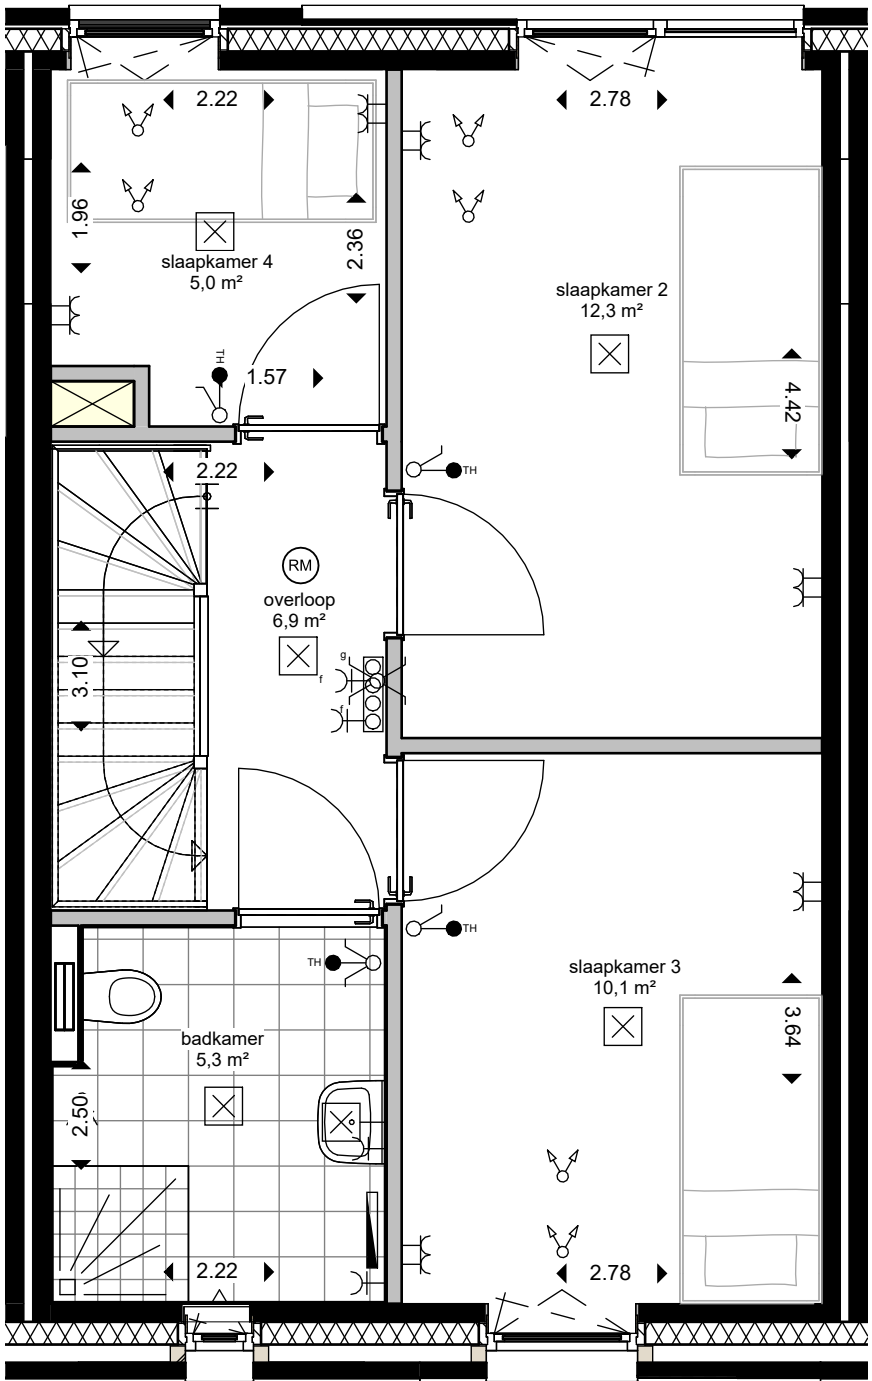 2.22
2.78
1.96
2.36
slaapkamer 4
5,0 m²
slaapkamer 2
12,3 m²
TH
1.57
4.42
2.22
TH
RM
overloop
6,9 m²
g
f
f
3.10
TH
TH
slaapkamer 3
10,1 m²
3.64
badkamer
5,3 m²
2.50
2.22
2.78